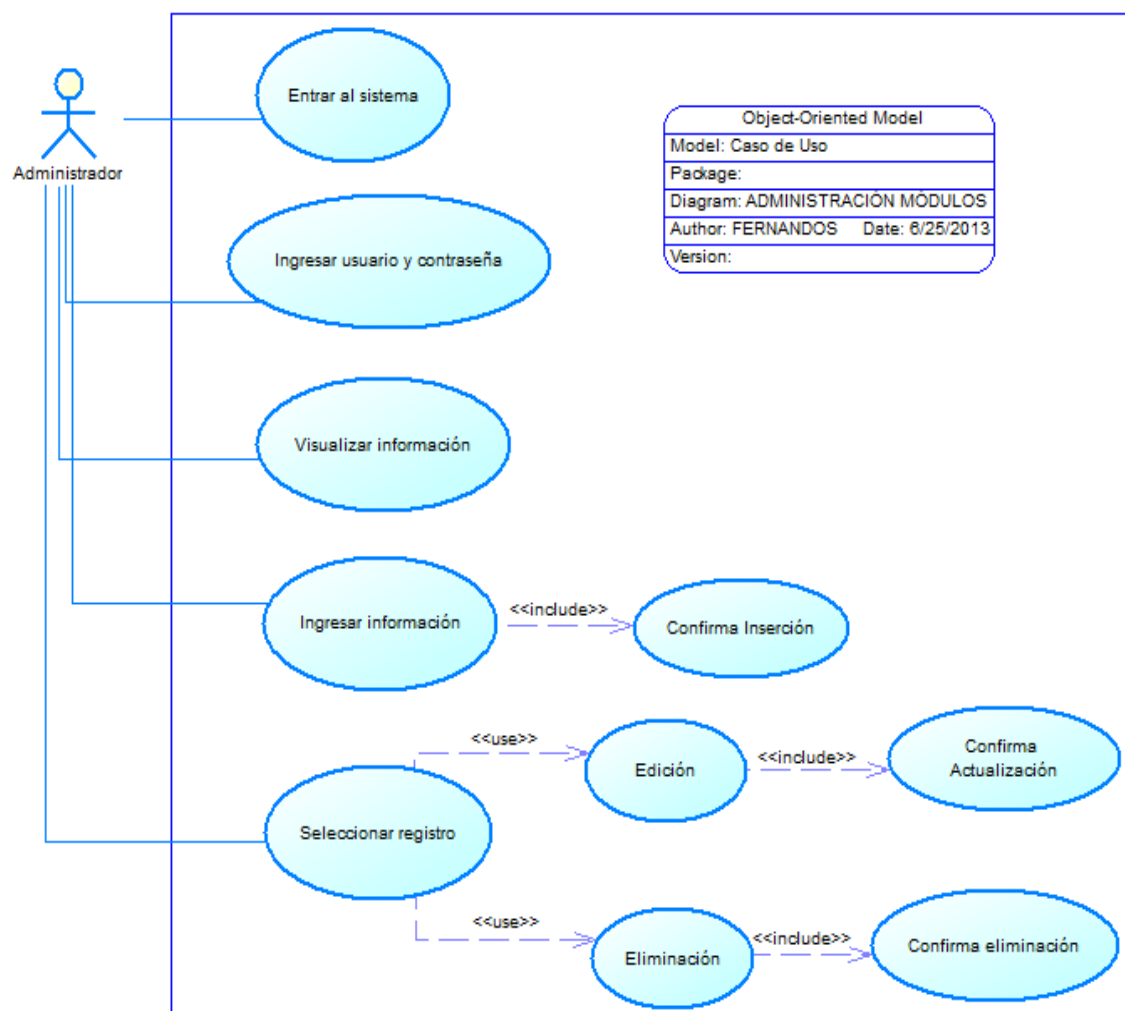 Entrar al sistema
Administrador
Object-Oriented Model
Model: Caso de Uso
Package:
Diagram: ADMINISTRACIÓN MÓDULOS
Author: FERNANDOS Date: 6/25/2013
Version:
Ingresar usuario y contraseña
Visualizar información
Ingresar información
<<include>>
Confirma Inserción
Seleccionar registro
<<use>>
Edición
<<include>>
Confirma
Actualización
<<use>>
Eliminación
<<include>>
Confirma eliminación